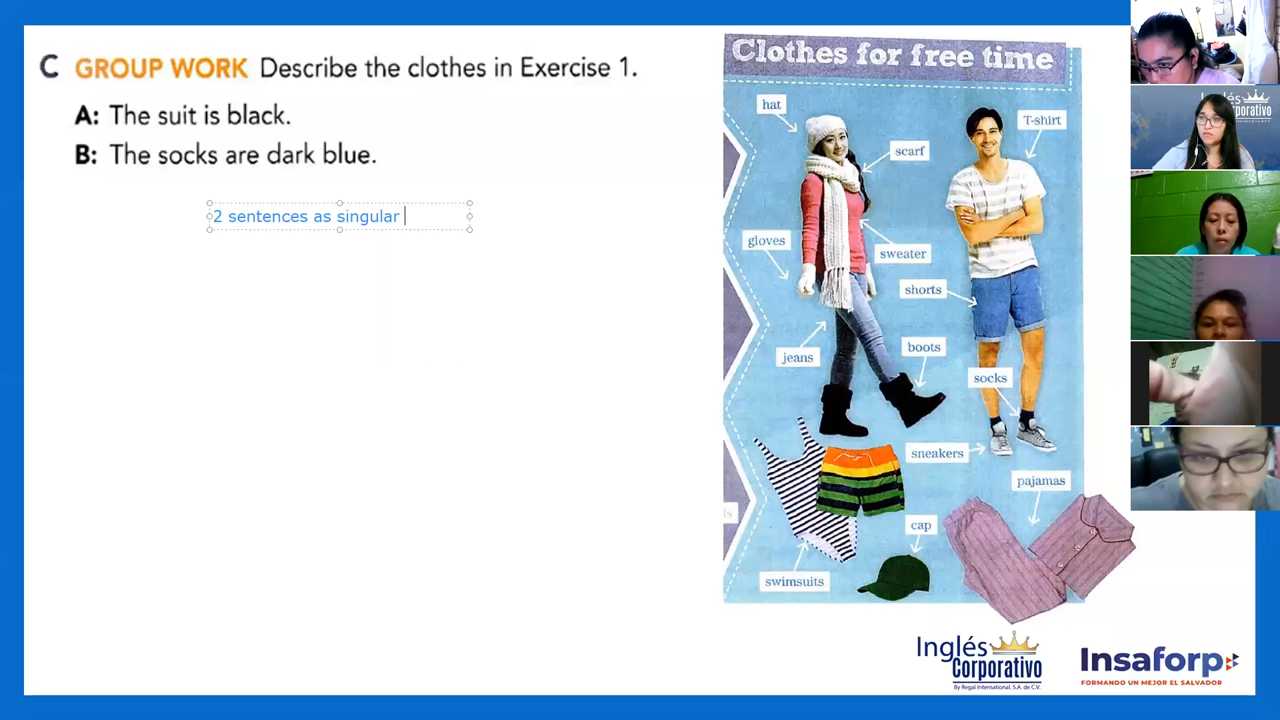 C GROUP WORK Describe the clothes in Exercise 1.
A: The suit is black.
B: The socks are dark blue.
2 sentences as singular
Clothes for free time
hat
T-shirt
scarf
gloves
sweater
shorts
jeans
boots
socks
sneakers
pajamas
cap
swimsuits
Inglés
Corporativo
By Regal International, S.A. de C.V.
Insaforp
FORMANDO UN MEJOR EL SALVADOR
Inglés
Corporativo